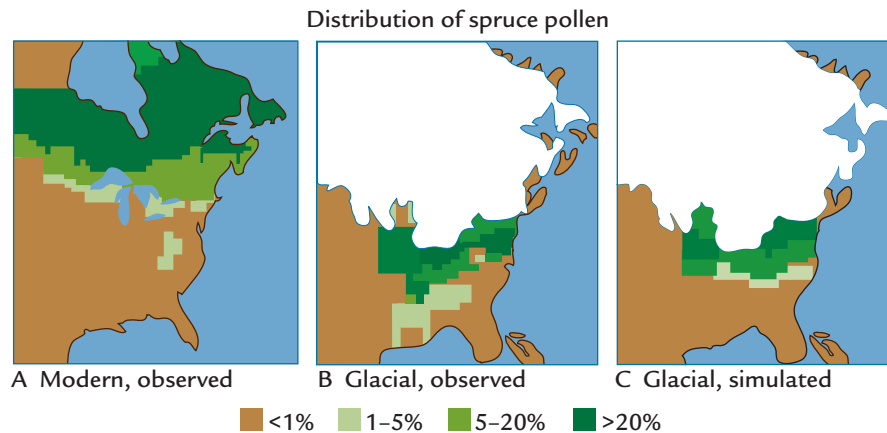 Distribution of spruce pollen
A Modern, observed
B Glacial, observed
C Glacial, simulated
<1%
1–5%
5–20%
>20%